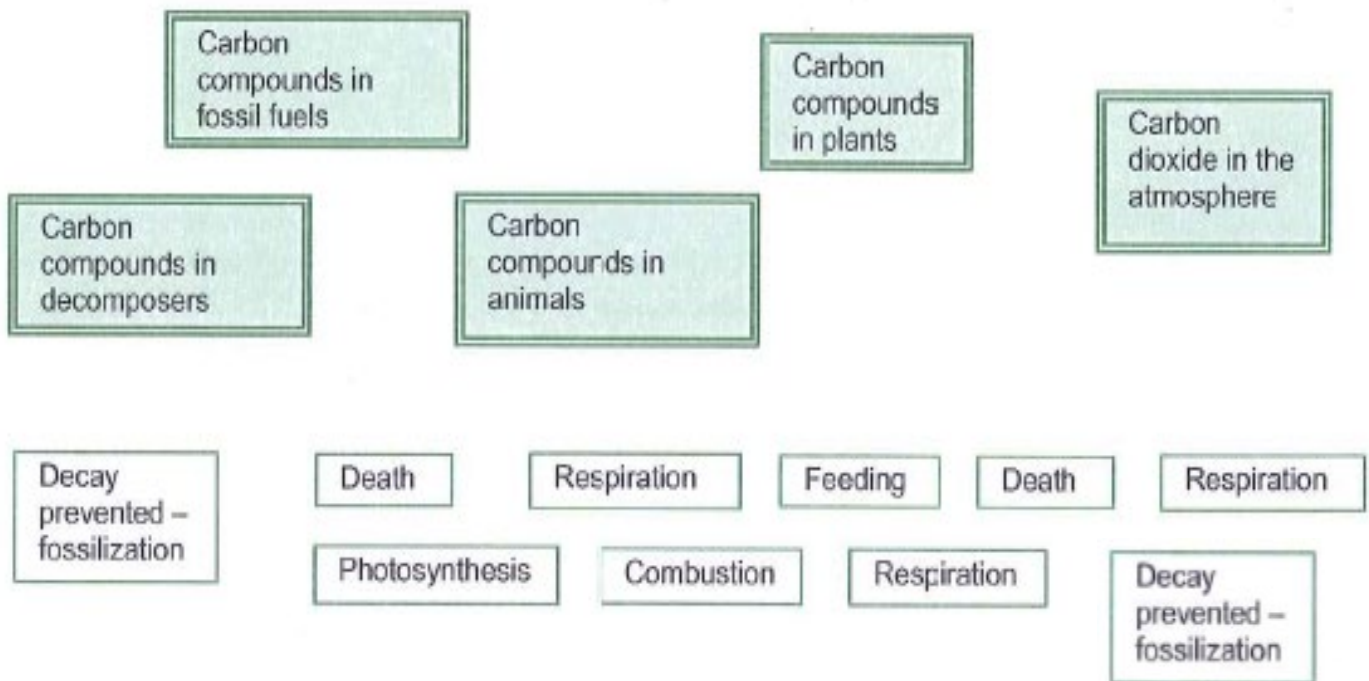 Carbon
compounds in
fossil fuels
Carbon
compounds
in plants
Carbon
dioxide in the
atmosphere
Carbon
compounds in
decomposers
Carbon
compounds in
animals
Decay
prevented –
fossilization
Death
Respiration
Feeding
Death
Respiration
Photosynthesis
Combustion
Respiration
Decay
prevented –
fossilization